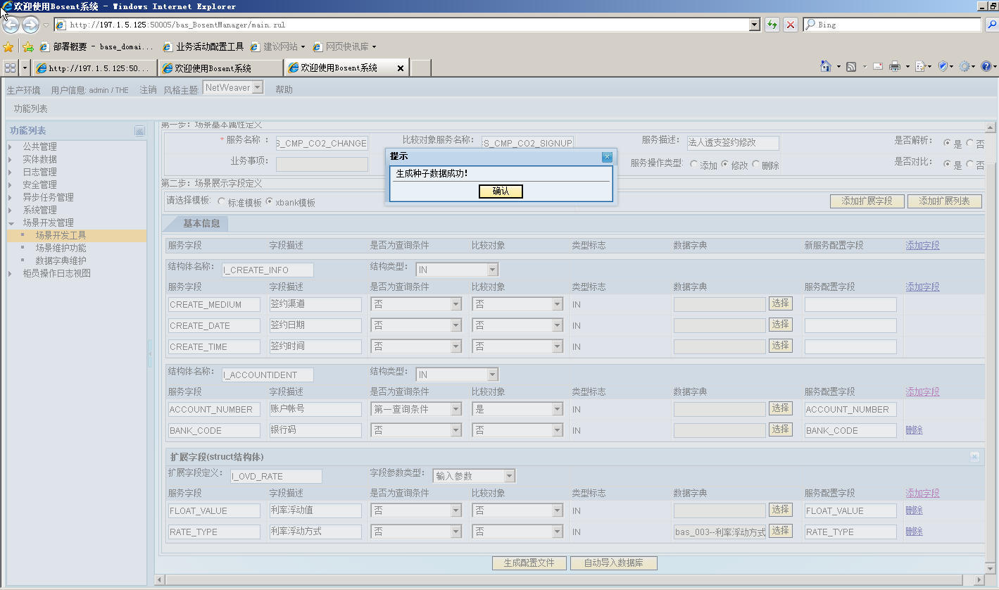 欢迎使用Bosent系统 - Windows Internet Explorer
http://197.1.5.125:50005/bas_BosentManager/main.zul
Bing
部署概要 - base_domai... 业务活动配置工具 建议网站 网页快讯库
http://197.1.5.125:50... 欢迎使用Bosent系统 欢迎使用Bosent系统
生产环境 用户信息: admin / THE 注销 风格主题: NetWeaver 帮助
功能列表
功能列表
公共管理
实体数据
日志管理
安全管理
异步任务管理
系统管理
场景开发管理
场景开发工具
场景维护功能
数据字典维护
柜员操作日志视图
第一步: 场景基本属性定义
* 服务名称 : S_CMP_CO2_CHANGE 比较对象服务名称: S_CMP_CO2_SIGNUP 服务描述: 法人透支签约修改 是否解析: 是 否
业务事项: 服务操作类型: 添加 修改 删除 是否对比: 是 否
提示
生成种子数据成功!
确认
第二步: 场景展示字段定义
请选择模板: 标准模板 xbank模板 添加扩展字段 添加扩展列表
基本信息
服务字段 字段描述 是否为查询条件 比较对象 类型标志 数据字典 新服务配置字段 添加字段
结构体名称: I_CREATE_INFO 结构类型: IN
服务字段 字段描述 是否为查询条件 比较对象 类型标志 数据字典 服务配置字段 添加字段
CREATE_MEDIUM 签约渠道 否 否 IN 选择
CREATE_DATE 签约日期 否 否 IN 选择
CREATE_TIME 签约时间 否 否 IN 选择
结构体名称: I_ACCOUNTIDENT 结构类型: IN
服务字段 字段描述 是否为查询条件 比较对象 类型标志 数据字典 服务配置字段 添加字段
ACCOUNT_NUMBER 账户帐号 第一查询条件 是 IN 选择 ACCOUNT_NUMBER
BANK_CODE 银行码 否 否 IN 选择 BANK_CODE 删除
扩展字段(struct结构体)
扩展字段定义: I_OVD_RATE 字段参数类型: 输入参数
服务字段 字段描述 是否为查询条件 比较对象 类型标志 数据字典 服务配置字段 添加字段
FLOAT_VALUE 利率浮动值 否 否 IN 选择 FLOAT_VALUE 删除
RATE_TYPE 利率浮动方式 否 否 IN bas_003--利率浮动方式 选择 RATE_TYPE 删除
生成配置文件 自动导入数据库